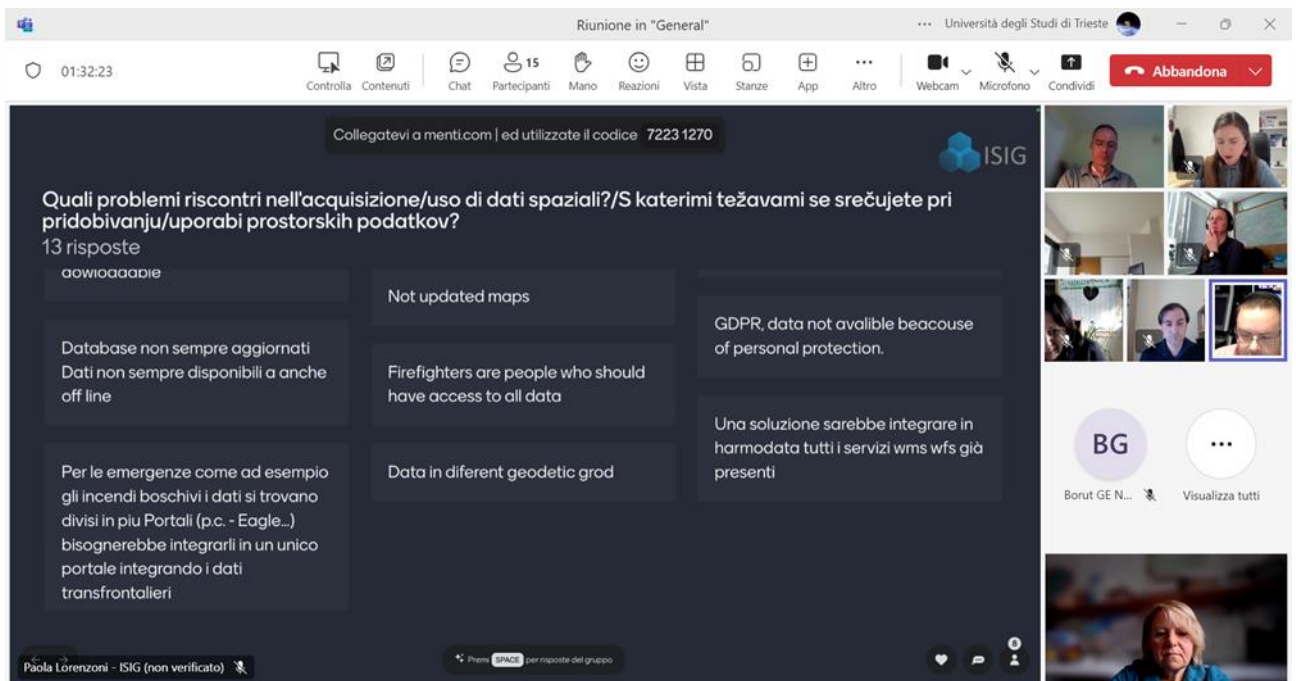 Riunione in "General"
Università degli Studi di Trieste
01:32:23
Controlla
Contenuti
Chat
15
Partecipanti
Mano
Reazioni
Vista
Stanze
App
Altro
Webcam
Microfono
Condividi
Abbandona
Collegatevi a menti.com | ed utilizzate il codice 7223 1270
ISIG
Quali problemi riscontri nell'acquisizione/uso di dati spaziali?/S katerimi težavami se srečujete pri
pridobivanju/uporabi prostorskih podatkov?
13 risposte
dowloadable
Database non sempre aggiornati
Dati non sempre disponibili a anche
off line
Per le emergenze come ad esempio
gli incendi boschivi i dati si trovano
divisi in piu Portali (p.c. - Eagle...)
bisognerebbe integrarli in un unico
portale integrando i dati
transfrontalieri
Not updated maps
Firefighters are people who should
have access to all data
Data in diferent geodetic grod
GDPR, data not avalible beacouse
of personal protection.
Una soluzione sarebbe integrare in
harmodata tutti i servizi wms wfs già
presenti
Premi SPACE per risposte del gruppo
Paola Lorenzoni - ISIG (non verificato)
BG
Borut GE N...
...
Visualizza tutti